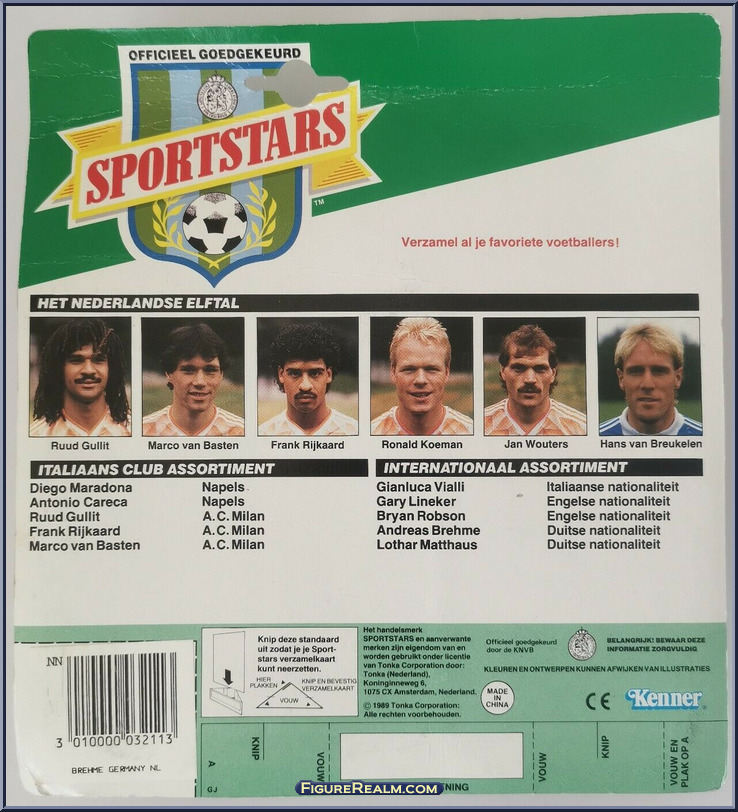 OFFICIEEL GOEDGEKEURD
SPORTSTARS
TM
Verzamel al je favoriete voetballers!
HET NEDERLANDSE ELFTAL
Ruud Gullit
Marco van Basten
Frank Rijkaard
Ronald Koeman
Jan Wouters
Hans van Breukelen
ITALIAANS CLUB ASSORTIMENT
Diego Maradona Napels
Antonio Careca Napels
Ruud Gullit A.C. Milan
Frank Rijkaard A.C. Milan
Marco van Basten A.C. Milan
INTERNATIONAAL ASSORTIMENT
Gianluca Vialli Italiaanse nationaliteit
Gary Lineker Engelse nationaliteit
Bryan Robson Engelse nationaliteit
Andreas Brehme Duitse nationaliteit
Lothar Matthaus Duitse nationaliteit
NN
3 010000 032113
BREHME GERMANY NL
Knip deze standaard
uit zodat je je Sport-
stars verzamelkaart
kunt neerzetten.
HIER
PLAKKEN
KNIP EN BEVESTIG
VERZAMELKAART
VOUW
Het handelsmerk
SPORTSTARS en aanverwante
merken zijn eigendom van en
worden gebruikt onder licentie
van Tonka Corporation door:
Tonka (Nederland),
Koninginneweg 6,
1075 CX Amsterdam, Nederland.
© 1989 Tonka Corporation:
Alle rechten voorbehouden.
Officieel goedgekeurd
door de KNVB
BELANGRIJK! BEWAAR DEZE
INFORMATIE ZORGVULDIG
KLEUREN EN ONTWERPEN KUNNEN AFWIJKEN VAN ILLUSTRATIES
MADE
IN
CHINA
CE
Kenner
A
GJ
KNIP
VOUW
VOUW
KNIP
VOUW EN
PLAK OP A
FIGUREREALM.COM